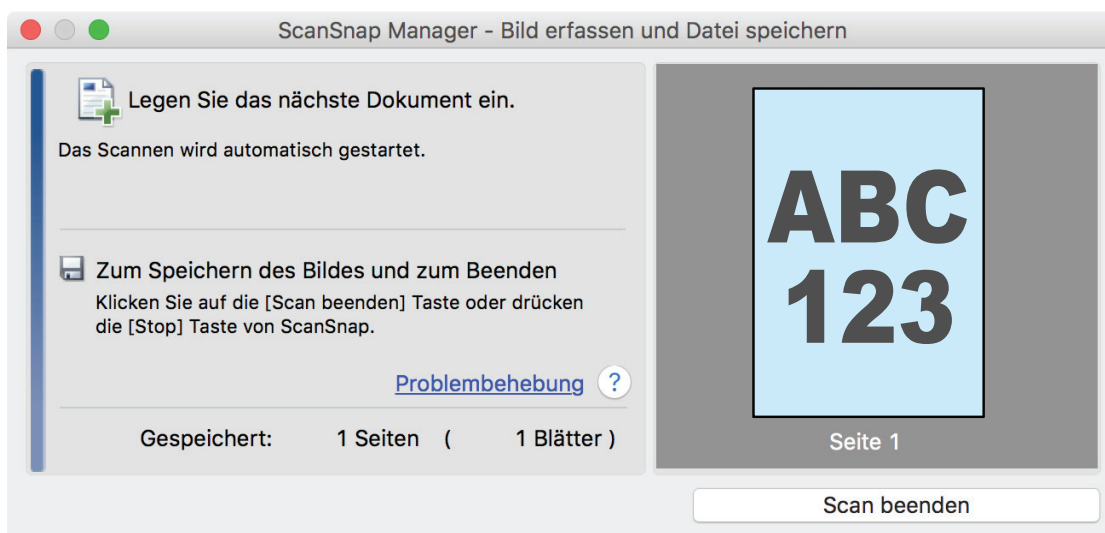 ScanSnap Manager - Bild erfassen und Datei speichern
Legen Sie das nächste Dokument ein.
Das Scannen wird automatisch gestartet.
Zum Speichern des Bildes und zum Beenden
Klicken Sie auf die [Scan beenden] Taste oder drücken
die [Stop] Taste von ScanSnap.
Problembehebung ?
Gespeichert: 1 Seiten ( 1 Blätter )
ABC
123
Seite 1
Scan beenden